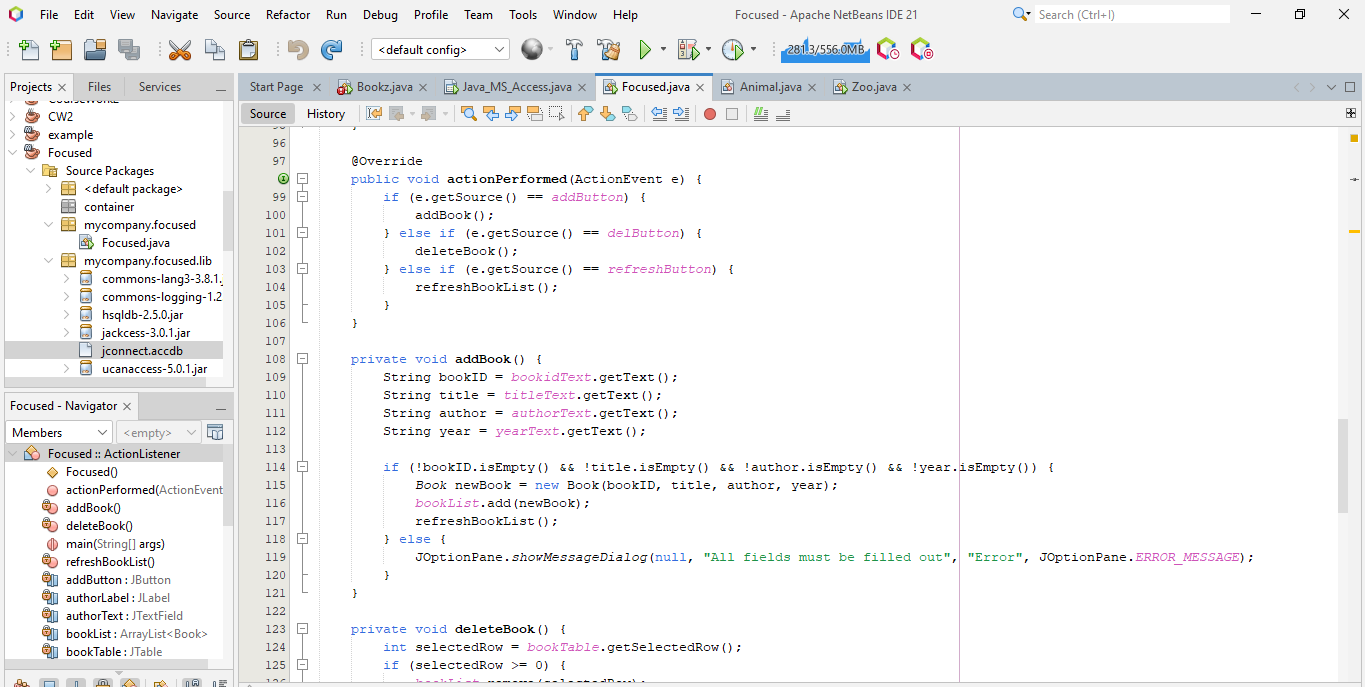 File Edit View Navigate Source Refactor Run Debug Profile Team Tools Window Help Focused - Apache NetBeans IDE 21 Search (Ctrl+I)
<default config> 281.3/556.0MB
Projects Files Services
Start Page Bookz.java Java_MS_Access.java Focused.java Animal.java Zoo.java
Source History
CW2
example
Focused
Source Packages
<default package>
container
mycompany.focused
Focused.java
mycompany.focused.lib
commons-lang3-3.8.1.
commons-logging-1.2
hsqldb-2.5.0.jar
jackcess-3.0.1.jar
jconnect.accdb
ucanaccess-5.0.1.jar
Focused - Navigator
Members <empty>
Focused :: ActionListener
Focused()
actionPerformed(ActionEvent
addBook()
deleteBook()
main(String[] args)
refreshBookList()
addButton : JButton
authorLabel : JLabel
authorText : JTextField
bookList : ArrayList<Book>
bookTable : JTable
96
97 @Override
public void actionPerformed(ActionEvent e) {
99 if (e.getSource() == addButton) {
100 addBook();
101 } else if (e.getSource() == delButton) {
102 deleteBook();
103 } else if (e.getSource() == refreshButton) {
104 refreshBookList();
105 }
106 }
107
108 private void addBook() {
109 String bookID = bookidText.getText();
110 String title = titleText.getText();
111 String author = authorText.getText();
112 String year = yearText.getText();
113
114 if (!bookID.isEmpty() && !title.isEmpty() && !author.isEmpty() && !year.isEmpty()) {
115 Book newBook = new Book(bookID, title, author, year);
116 bookList.add(newBook);
117 refreshBookList();
118 } else {
119 JOptionPane.showMessageDialog(null, "All fields must be filled out", "Error", JOptionPane.ERROR_MESSAGE);
120 }
121 }
122
123 private void deleteBook() {
124 int selectedRow = bookTable.getSelectedRow();
125 if (selectedRow >= 0) {